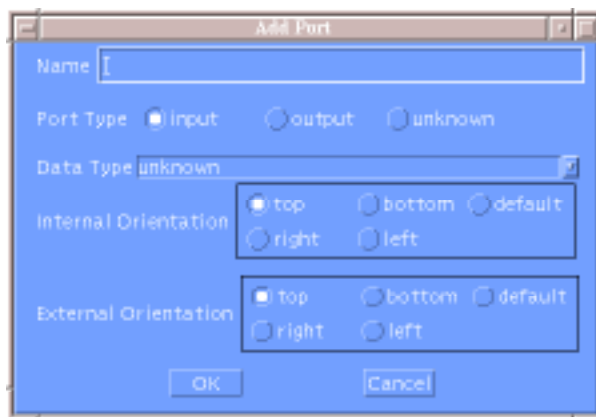 Add Port
Name
Port Type input output unknown
Data Type unknown
Internal Orientation
top bottom default
right left
External Orientation
top bottom default
right left
OK Cancel